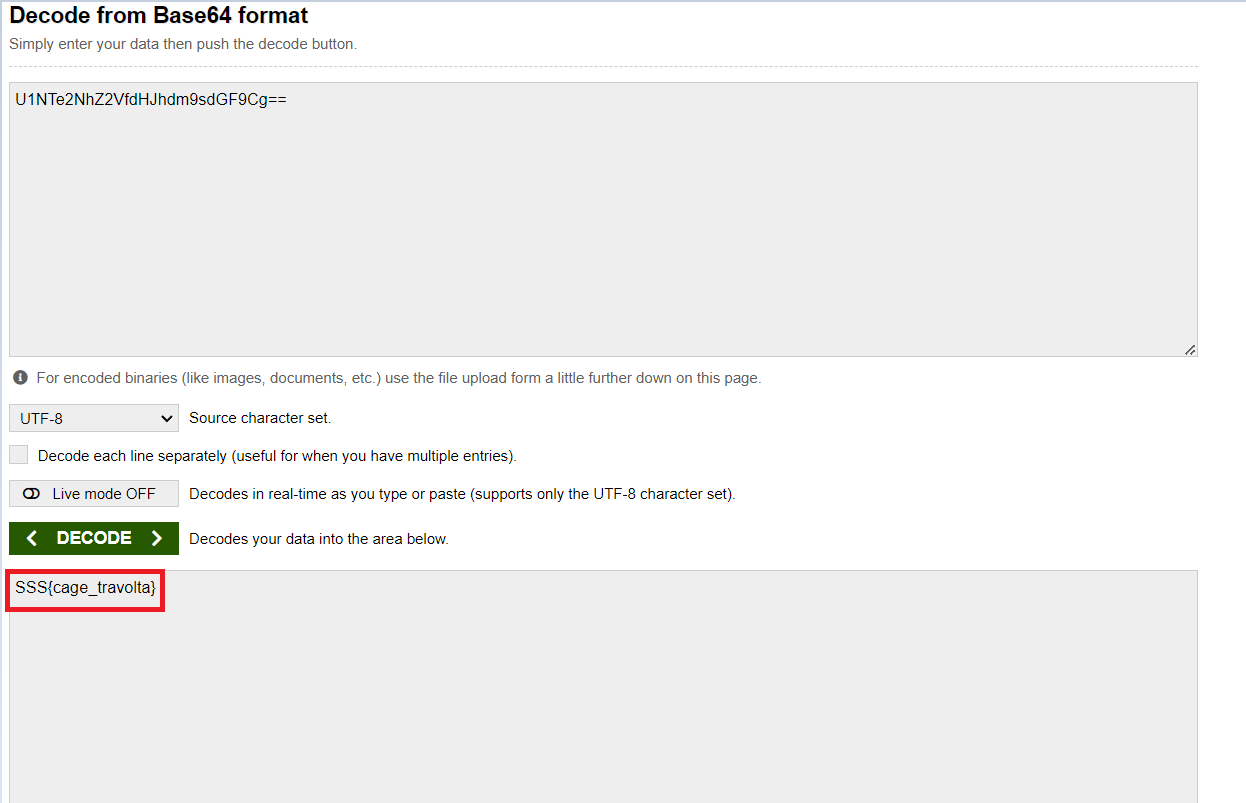 Decode from Base64 format
Simply enter your data then push the decode button.
U1NTe2NhZ2VfdHJhdm9sdGF9Cg==
For encoded binaries (like images, documents, etc.) use the file upload form a little further down on this page.
UTF-8 Source character set.
Decode each line separately (useful for when you have multiple entries).
Live mode OFF Decodes in real-time as you type or paste (supports only the UTF-8 character set).
DECODE Decodes your data into the area below.
SSS{cage_travolta}